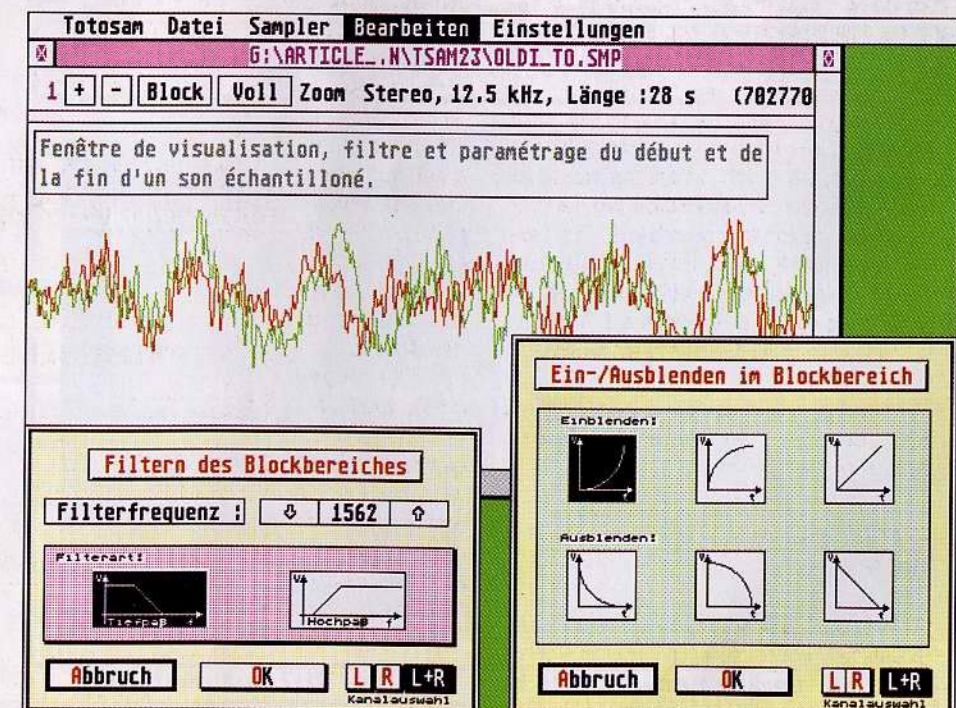 Totosam Datei Sampler Bearbeiten Einstellungen
G:\ARTICLE_.N\TSAM23\OLDI_TO.SMP
1 + - Block Voll Zoom Stereo, 12.5 kHz, Länge :28 s (702770
Fenêtre de visualisation, filtre et paramétrage du début et de
la fin d'un son échantilloné.
Filtern des Blockbereiches
Filterfrequenz : 1562
Filterart:
V Tiefpaß f
V Hochpaß f
Abbruch OK L R L+R
Kanalauswahl
Ein-/Ausblenden im Blockbereich
Einblenden:
V t V t V t
Ausblenden:
V t V t V t
Abbruch OK L R L+R
Kanalauswahl